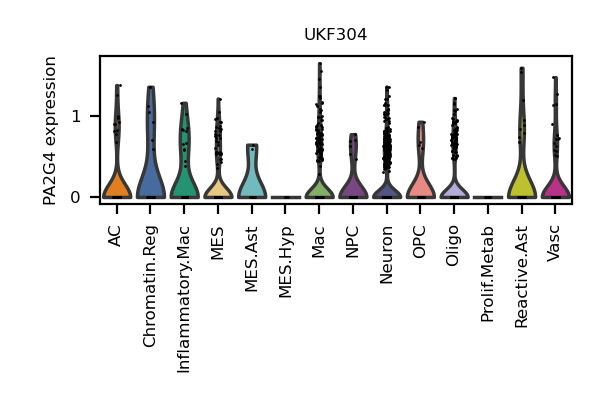 UKF304
PA2G4 expression
1
0
AC
Chromatin.Reg
Inflammatory.Mac
MES
MES.Ast
MES.Hyp
Mac
NPC
Neuron
OPC
Oligo
Prolif.Metab
Reactive.Ast
Vasc